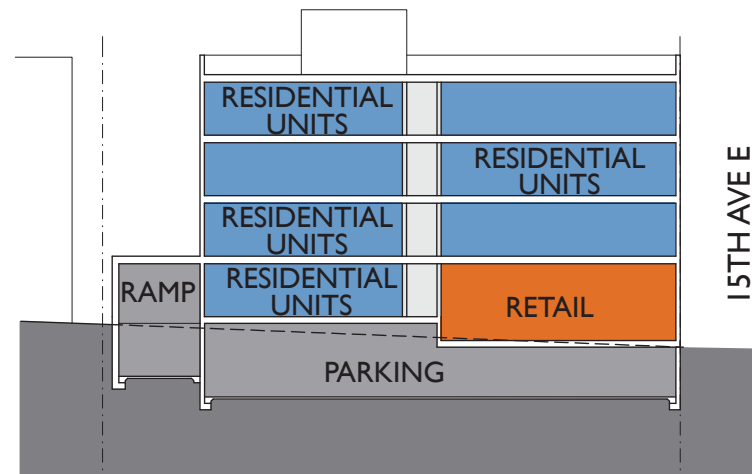 RESIDENTIAL
UNITS
RESIDENTIAL
UNITS
RESIDENTIAL
UNITS
RAMP
RESIDENTIAL
UNITS
RETAIL
PARKING
15TH AVE E